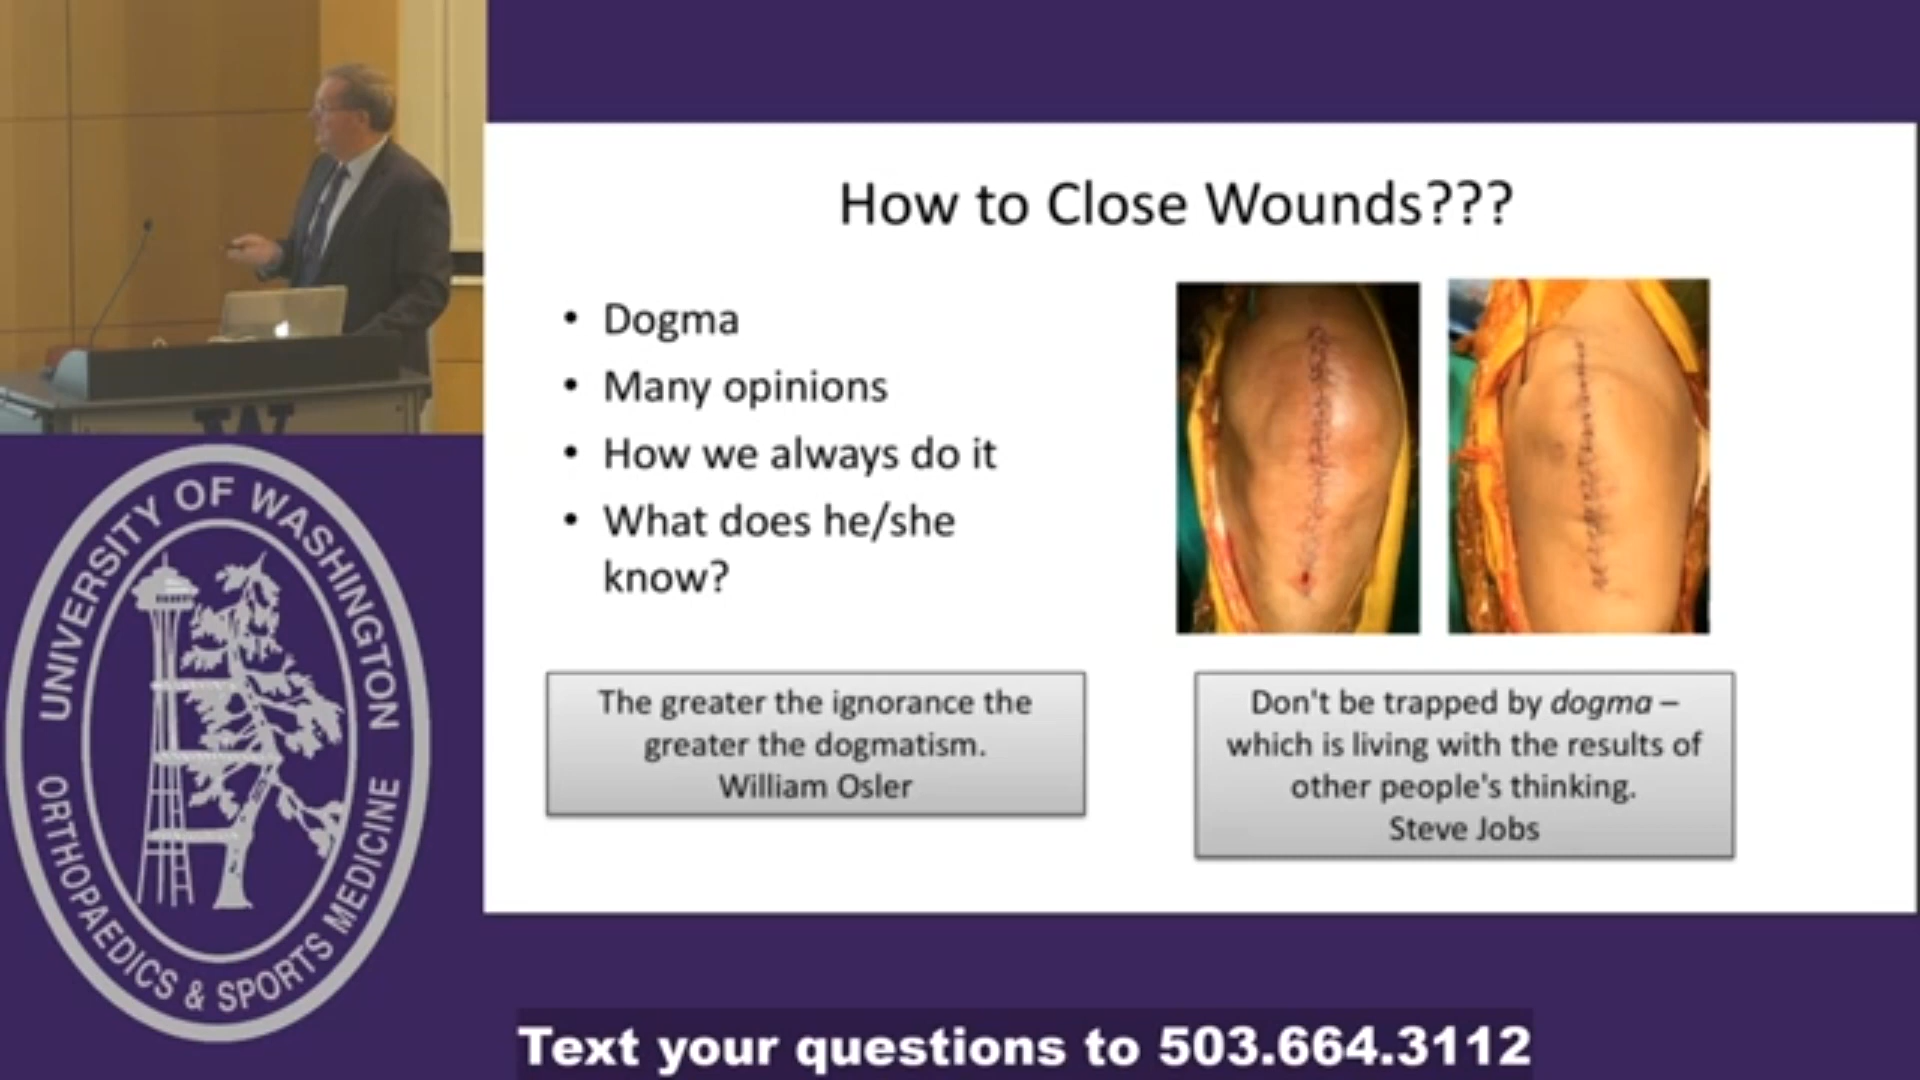 How to Close Wounds???
• Dogma
• Many opinions
• How we always do it
• What does he/she
know?
The greater the ignorance the
greater the dogmatism.
William Osler
Don't be trapped by dogma –
which is living with the results of
other people's thinking.
Steve Jobs
UNIVERSITY OF WASHINGTON
ORTHOPAEDICS & SPORTS MEDICINE
Text your questions to 503.664.3112